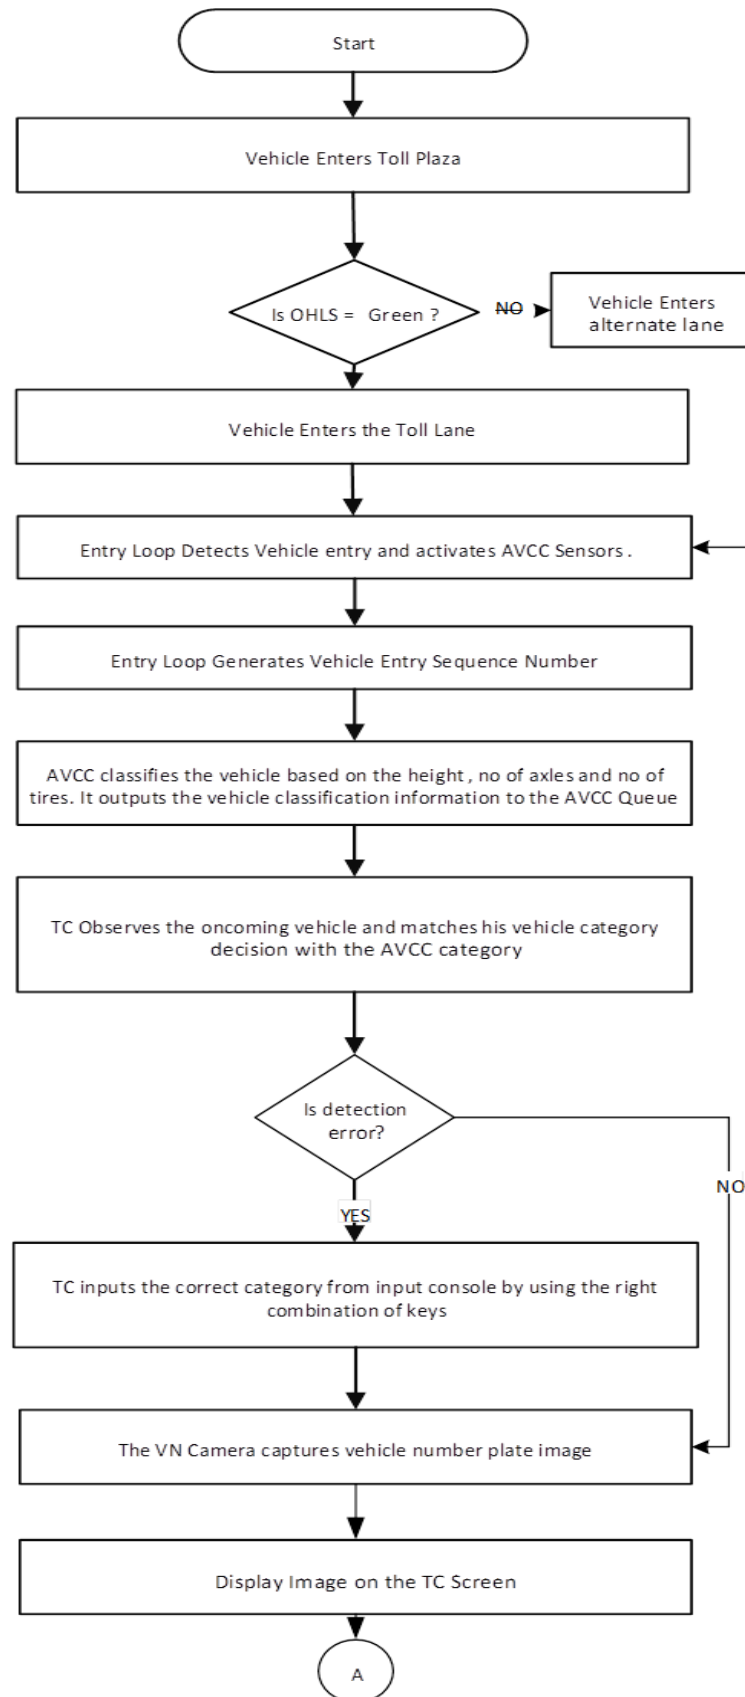 Start
Vehicle Enters Toll Plaza
Is OHLS = Green ?
NO
Vehicle Enters
alternate lane
Vehicle Enters the Toll Lane
Entry Loop Detects Vehicle entry and activates AVCC Sensors .
Entry Loop Generates Vehicle Entry Sequence Number
AVCC classifies the vehicle based on the height , no of axles and no of
tires. It outputs the vehicle classification information to the AVCC Queue
TC Observes the oncoming vehicle and matches his vehicle category
decision with the AVCC category
Is detection
error?
NO
YES
TC inputs the correct category from input console by using the right
combination of keys
The VN Camera captures vehicle number plate image
Display Image on the TC Screen
A